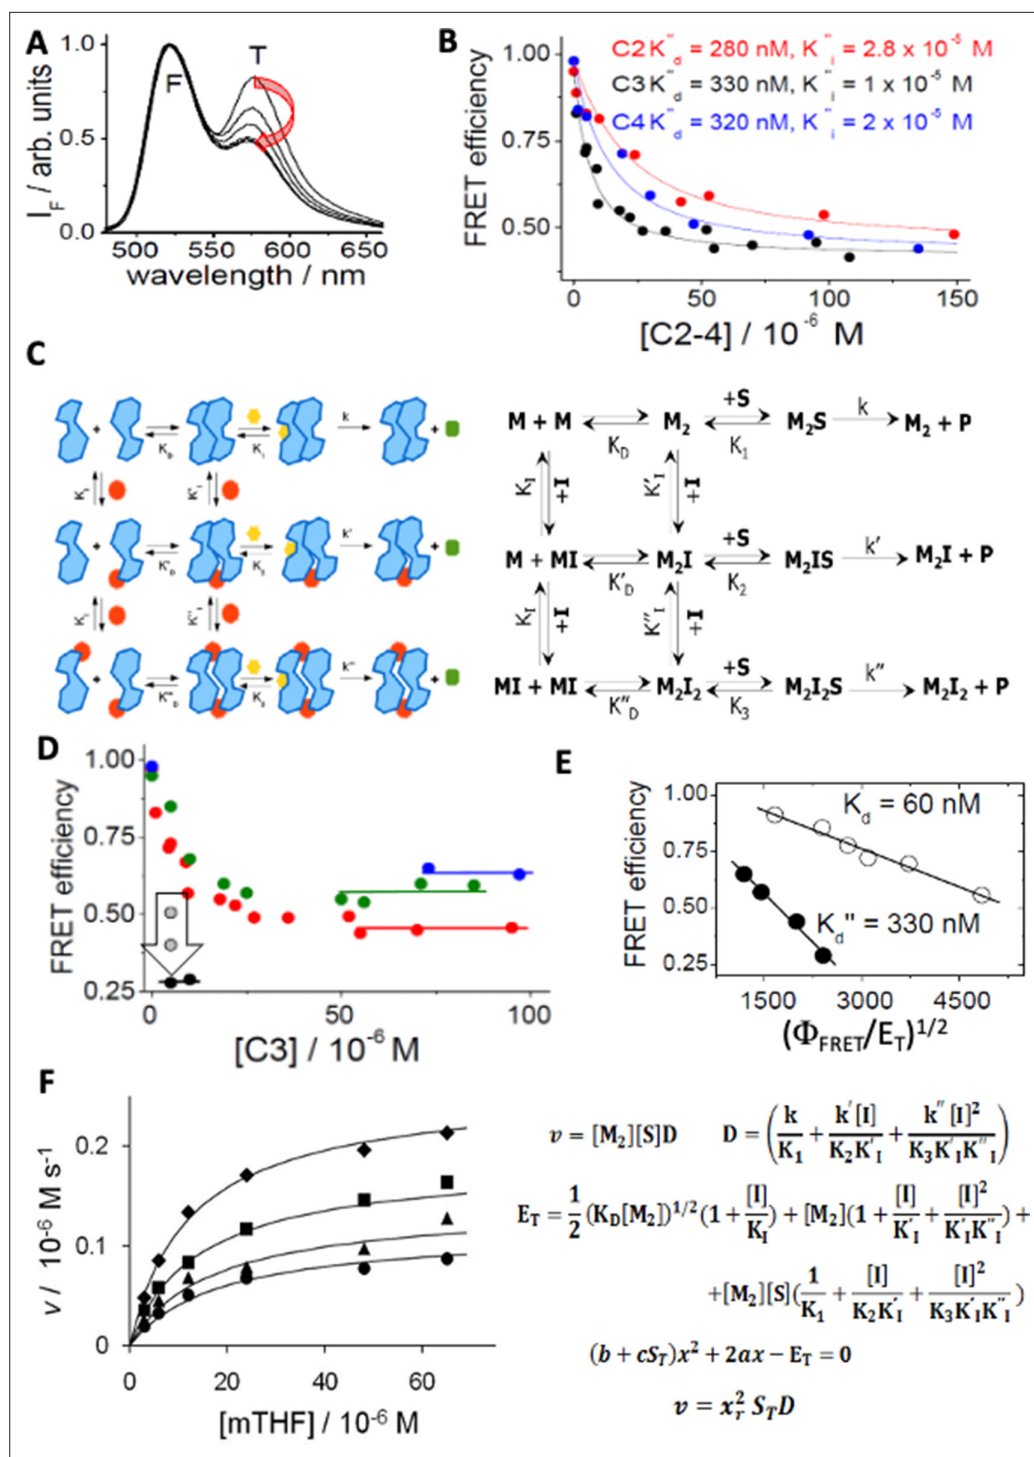 A
I_F / arb. units
1.0
0.5
0.0
F
T
500 550 600 650
wavelength / nm
B
FRET efficiency
1.00
0.75
0.50
C2 K''_d = 280 nM, K''_i = 2.8 x 10^-5 M
C3 K''_d = 330 nM, K''_i = 1 x 10^-5 M
C4 K''_d = 320 nM, K''_i = 2 x 10^-5 M
0 50 100 150
[C2-4] / 10^-6 M
C
+ K_D K_1 k +
+ K'_D k' +
+ K''_D k'' +
+S
M + M K_D M_2 K_1 M_2S k M_2 + P
K_I +I K'_I +I
+S
M + MI K'_D M_2I K_2 M_2IS k' M_2I + P
K_I +I K''_I +I
+S
MI + MI K''_D M_2I_2 K_3 M_2I_2S k'' M_2I_2 + P
D
FRET efficiency
1.00
0.75
0.50
0.25
0 50 100
[C3] / 10^-6 M
E
FRET efficiency
1.00
0.75
0.50
0.25
K_d = 60 nM
K_d'' = 330 nM
1500 3000 4500
(Φ_FRET/E_T)^1/2
F
v / 10^-6 M s^-1
0.2
0.1
0
0 20 40 60
[mTHF] / 10^-6 M
v = [M_2][S]D D = (k/K_1 + k'[I]/K_2K'_I + k''[I]^2/K_3K'_IK''_I)
E_T = 1/2 (K_D[M_2])^1/2 (1 + [I]/K_I) + [M_2](1 + [I]/K'_I + [I]^2/K'_IK''_I) +
+[M_2][S](1/K_1 + [I]/K_2K'_I + [I]^2/K_3K'_IK''_I)
(b + cS_T)x^2 + 2ax − E_T = 0
v = x_r^2 S_T D